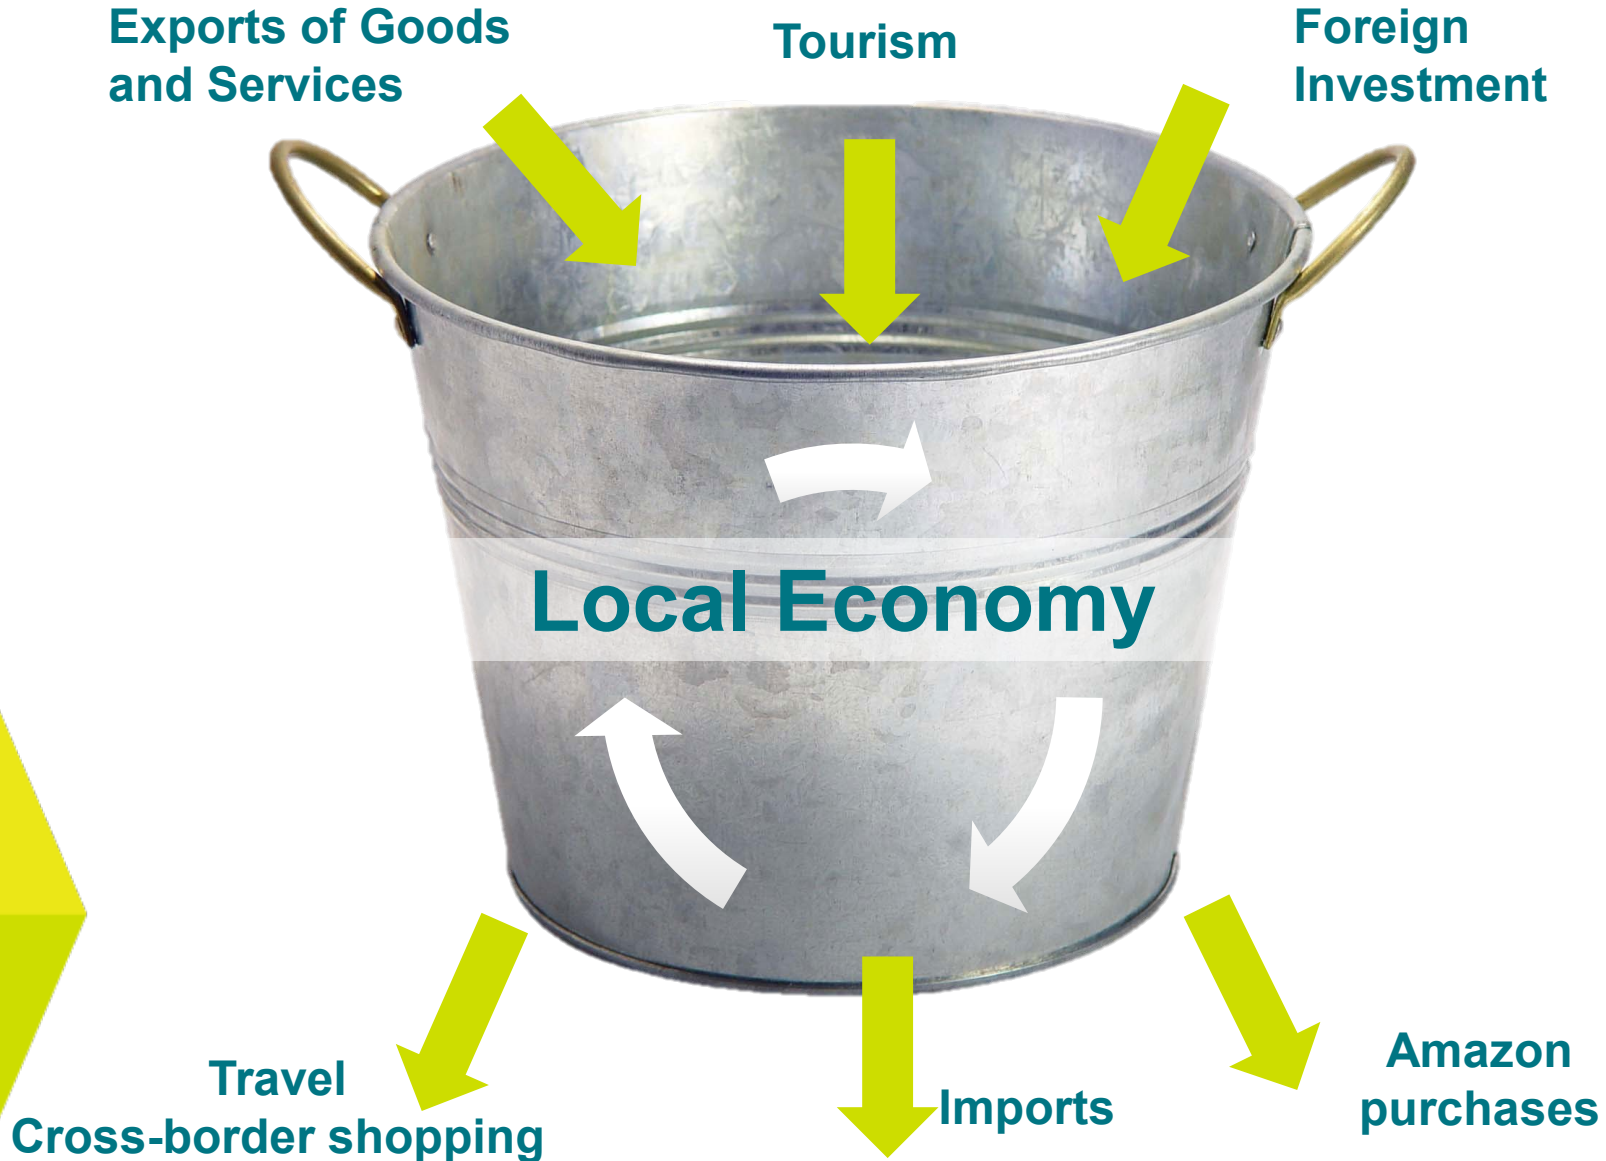 Exports of Goods
and Services
Tourism
Foreign
Investment
Local Economy
Travel
Cross-border shopping
Imports
Amazon
purchases